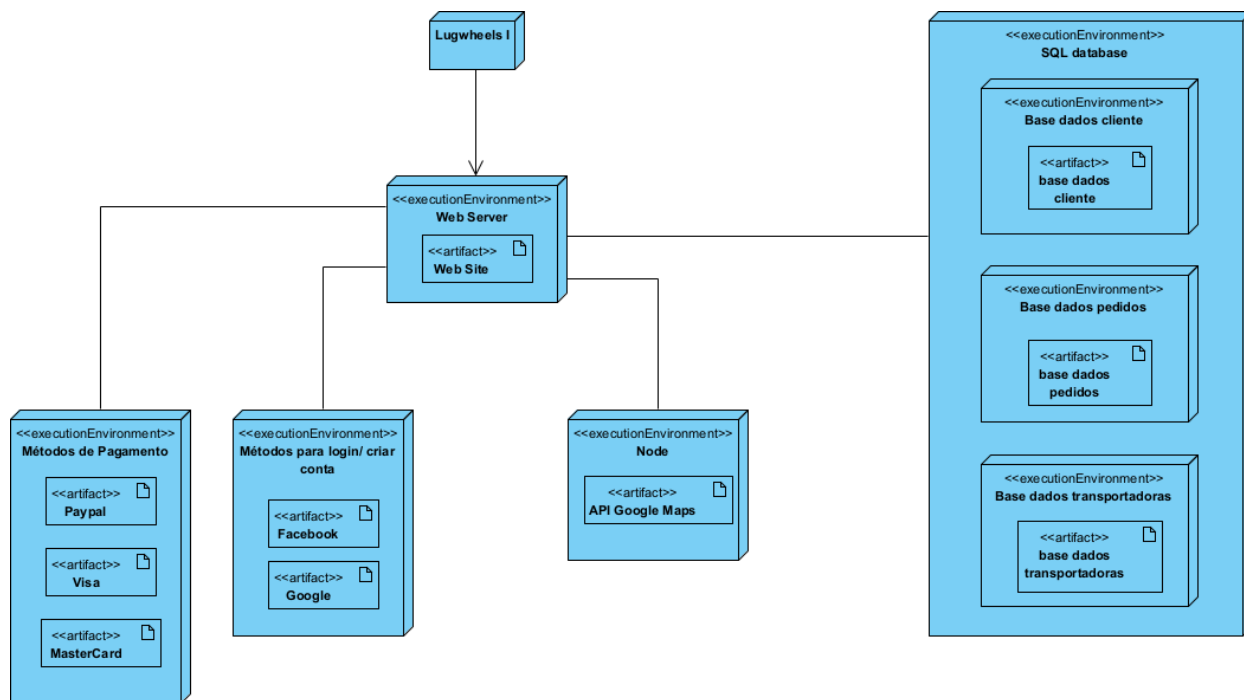 Lugwheels I
<<executionEnvironment>>
SQL database
<<executionEnvironment>>
Base dados cliente
<<artifact>>
base dados
cliente
<<executionEnvironment>>
Web Server
<<artifact>>
Web Site
<<executionEnvironment>>
Base dados pedidos
<<artifact>>
base dados
pedidos
<<executionEnvironment>>
Métodos de Pagamento
<<artifact>>
Paypal
<<artifact>>
Visa
<<artifact>>
MasterCard
<<executionEnvironment>>
Métodos para login/ criar
conta
<<artifact>>
Facebook
<<artifact>>
Google
<<executionEnvironment>>
Node
<<artifact>>
API Google Maps
<<executionEnvironment>>
Base dados transportadoras
<<artifact>>
base dados
transportadoras